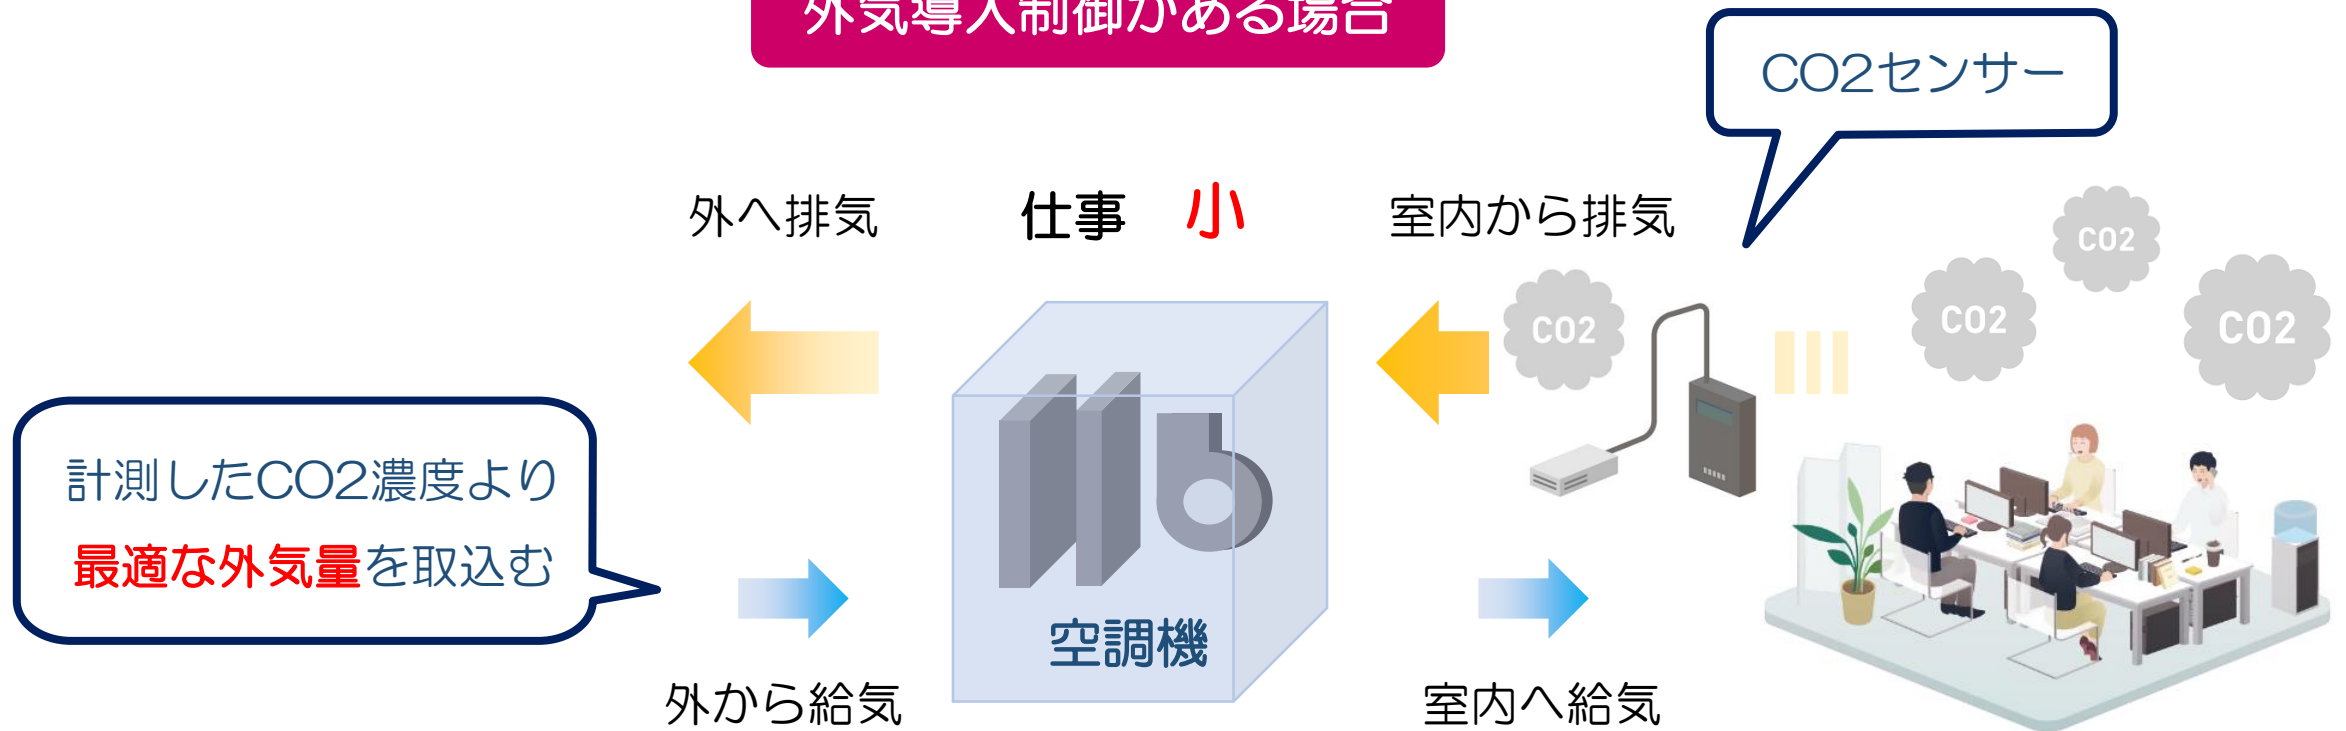 外気導入制御がある場合
CO2センサー
外へ排気
仕事 小
室内から排気
CO2
CO2
CO2
CO2
計測したCO2濃度より
最適な外気量を取込む
空調機
外から給気
室内へ給気